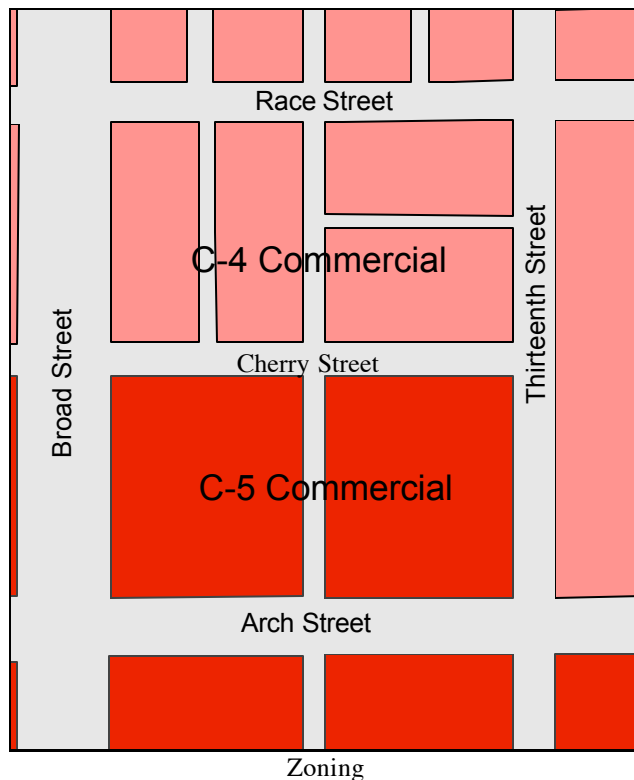 Race Street
C-4 Commercial
Thirteenth Street
Broad Street
Cherry Street
C-5 Commercial
Arch Street
Zoning